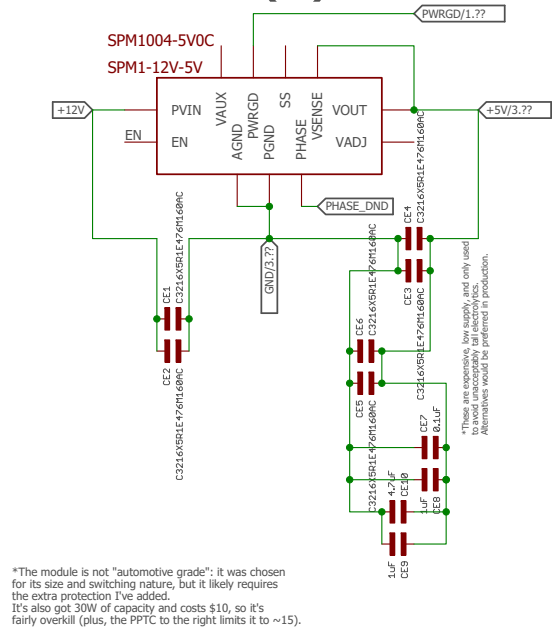 PWRGD/1.??
SPM1004-5V0C
SPM1-12V-5V
+12V
PVIN
VAUX
PWRGD
SS
VSENSE
VOUT
+5V/3.??
EN
EN
AGND
PGND
PHASE
VADJ
PHASE_DND
GND/3.??
CE4
C3216X5R1E476M160AC
CE3
C3216X5R1E476M160AC
CE1
C3216X5R1E476M160AC
CE2
C3216X5R1E476M160AC
CE6
C3216X5R1E476M160AC
CE5
C3216X5R1E476M160AC
*These are expensive, low supply, and only used
to avoid unacceptably tall electrolytics.
Alternatives would be preferred in production.
CE7
0.1uF
1uF
CE8
4.7uF
CE10
1uF
CE9
*The module is not "automotive grade": it was chosen
for its size and switching nature, but it likely requires
the extra protection I've added.
It's also got 30W of capacity and costs $10, so it's
fairly overkill (plus, the PPTC to the right limits it to ~15).